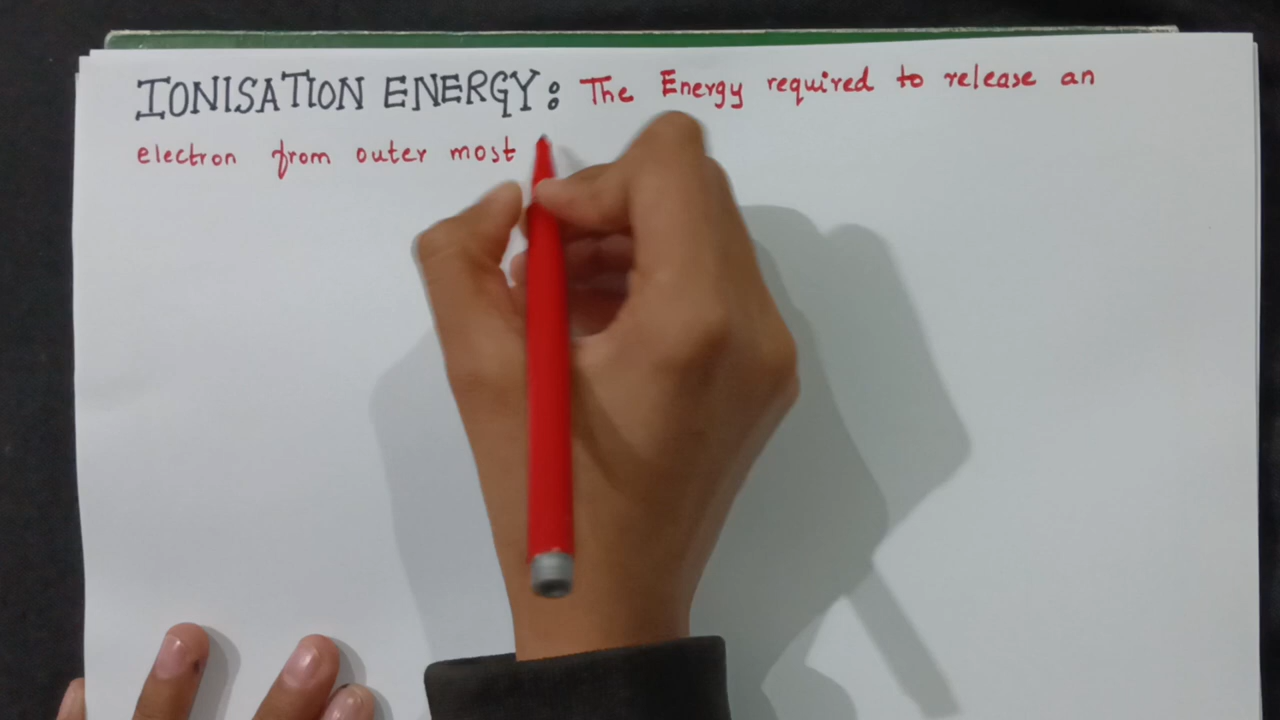 IONISATION ENERGY: The Energy required to release an
electron from outer most